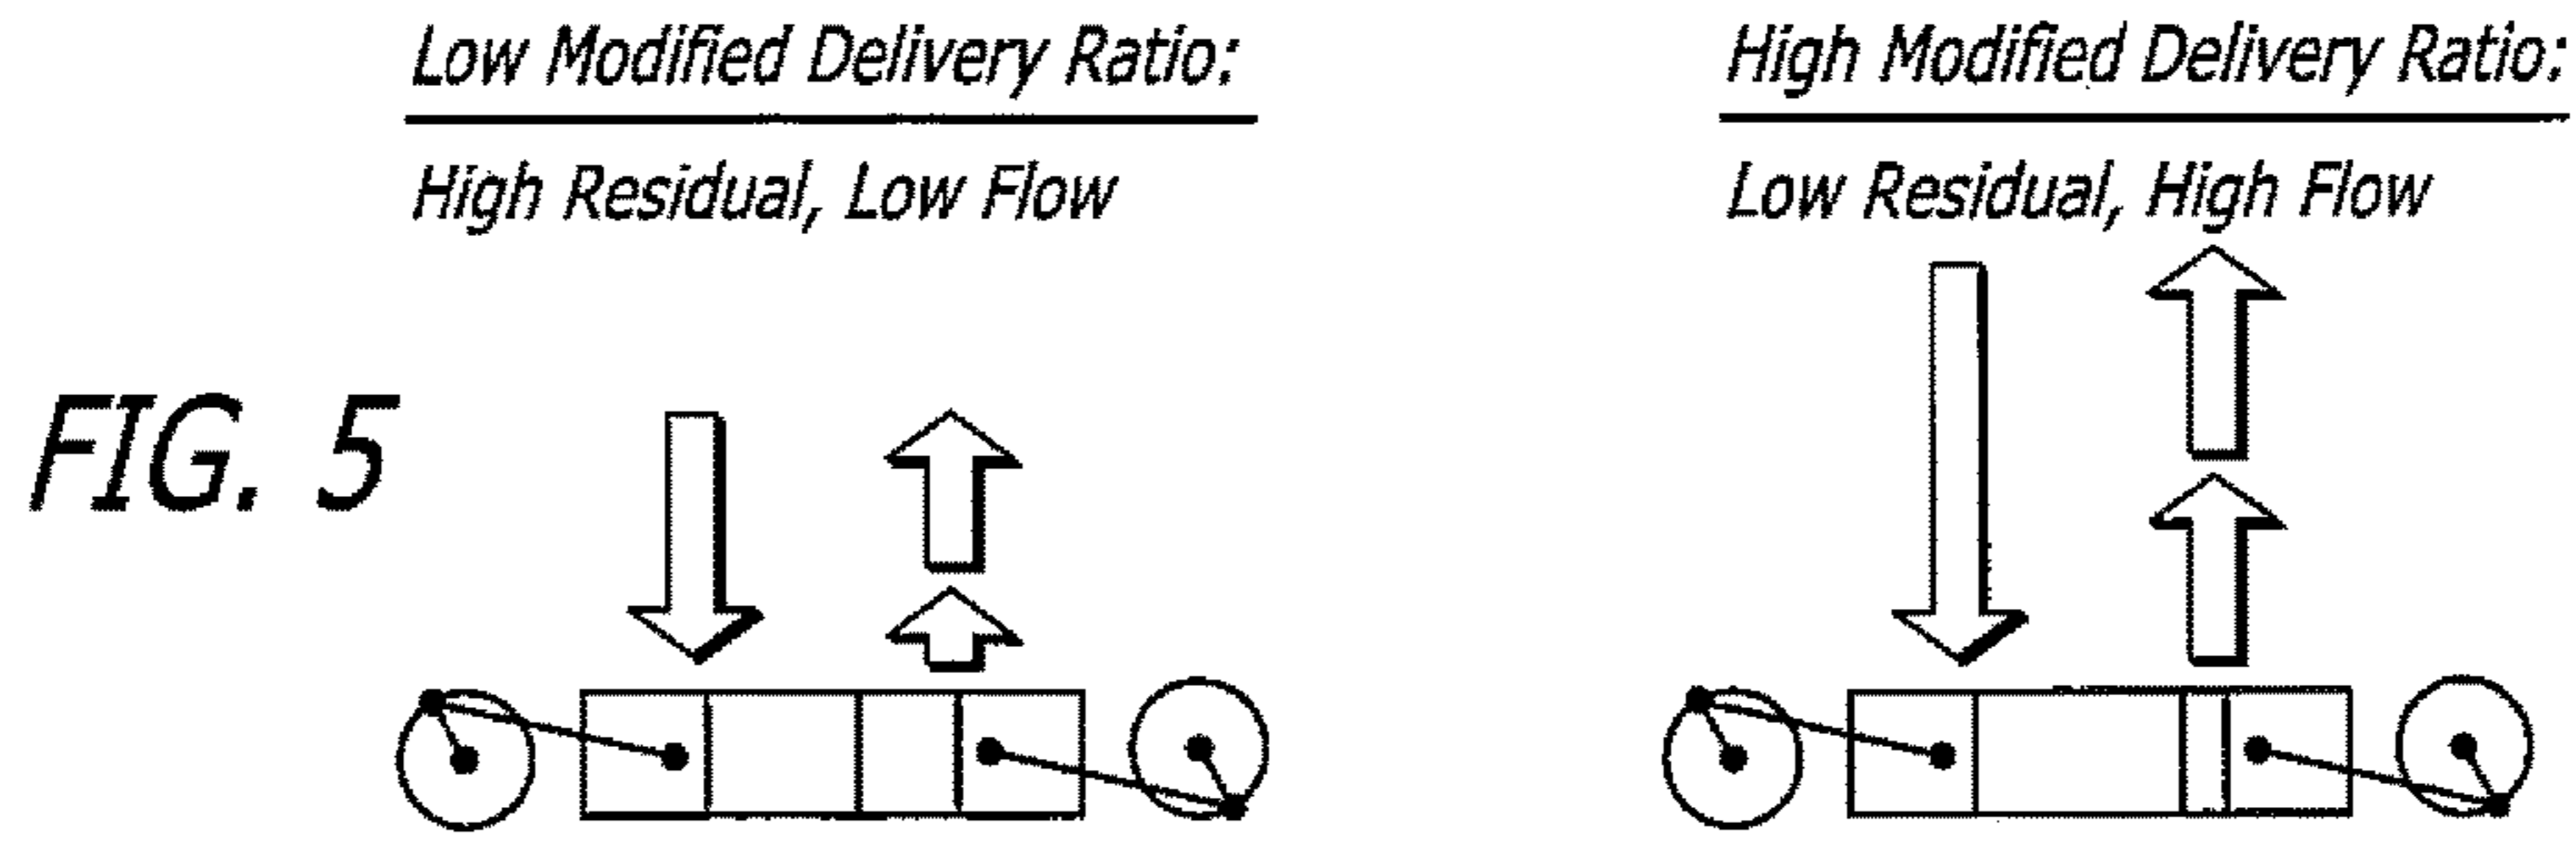 Low Modified Delivery Ratio:
High Residual, Low Flow
High Modified Delivery Ratio:
Low Residual, High Flow
FIG. 5